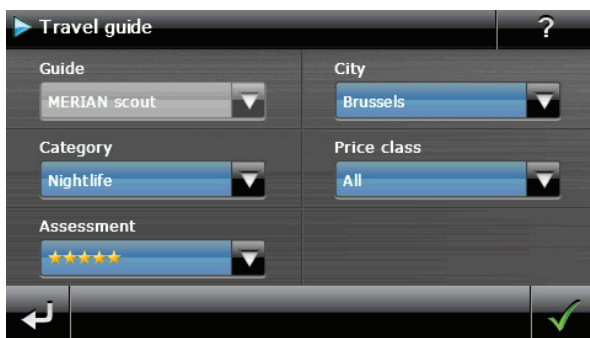 Travel guide
?
Guide
MERIAN scout
City
Brussels
Category
Nightlife
Price class
All
Assessment
★★★★★